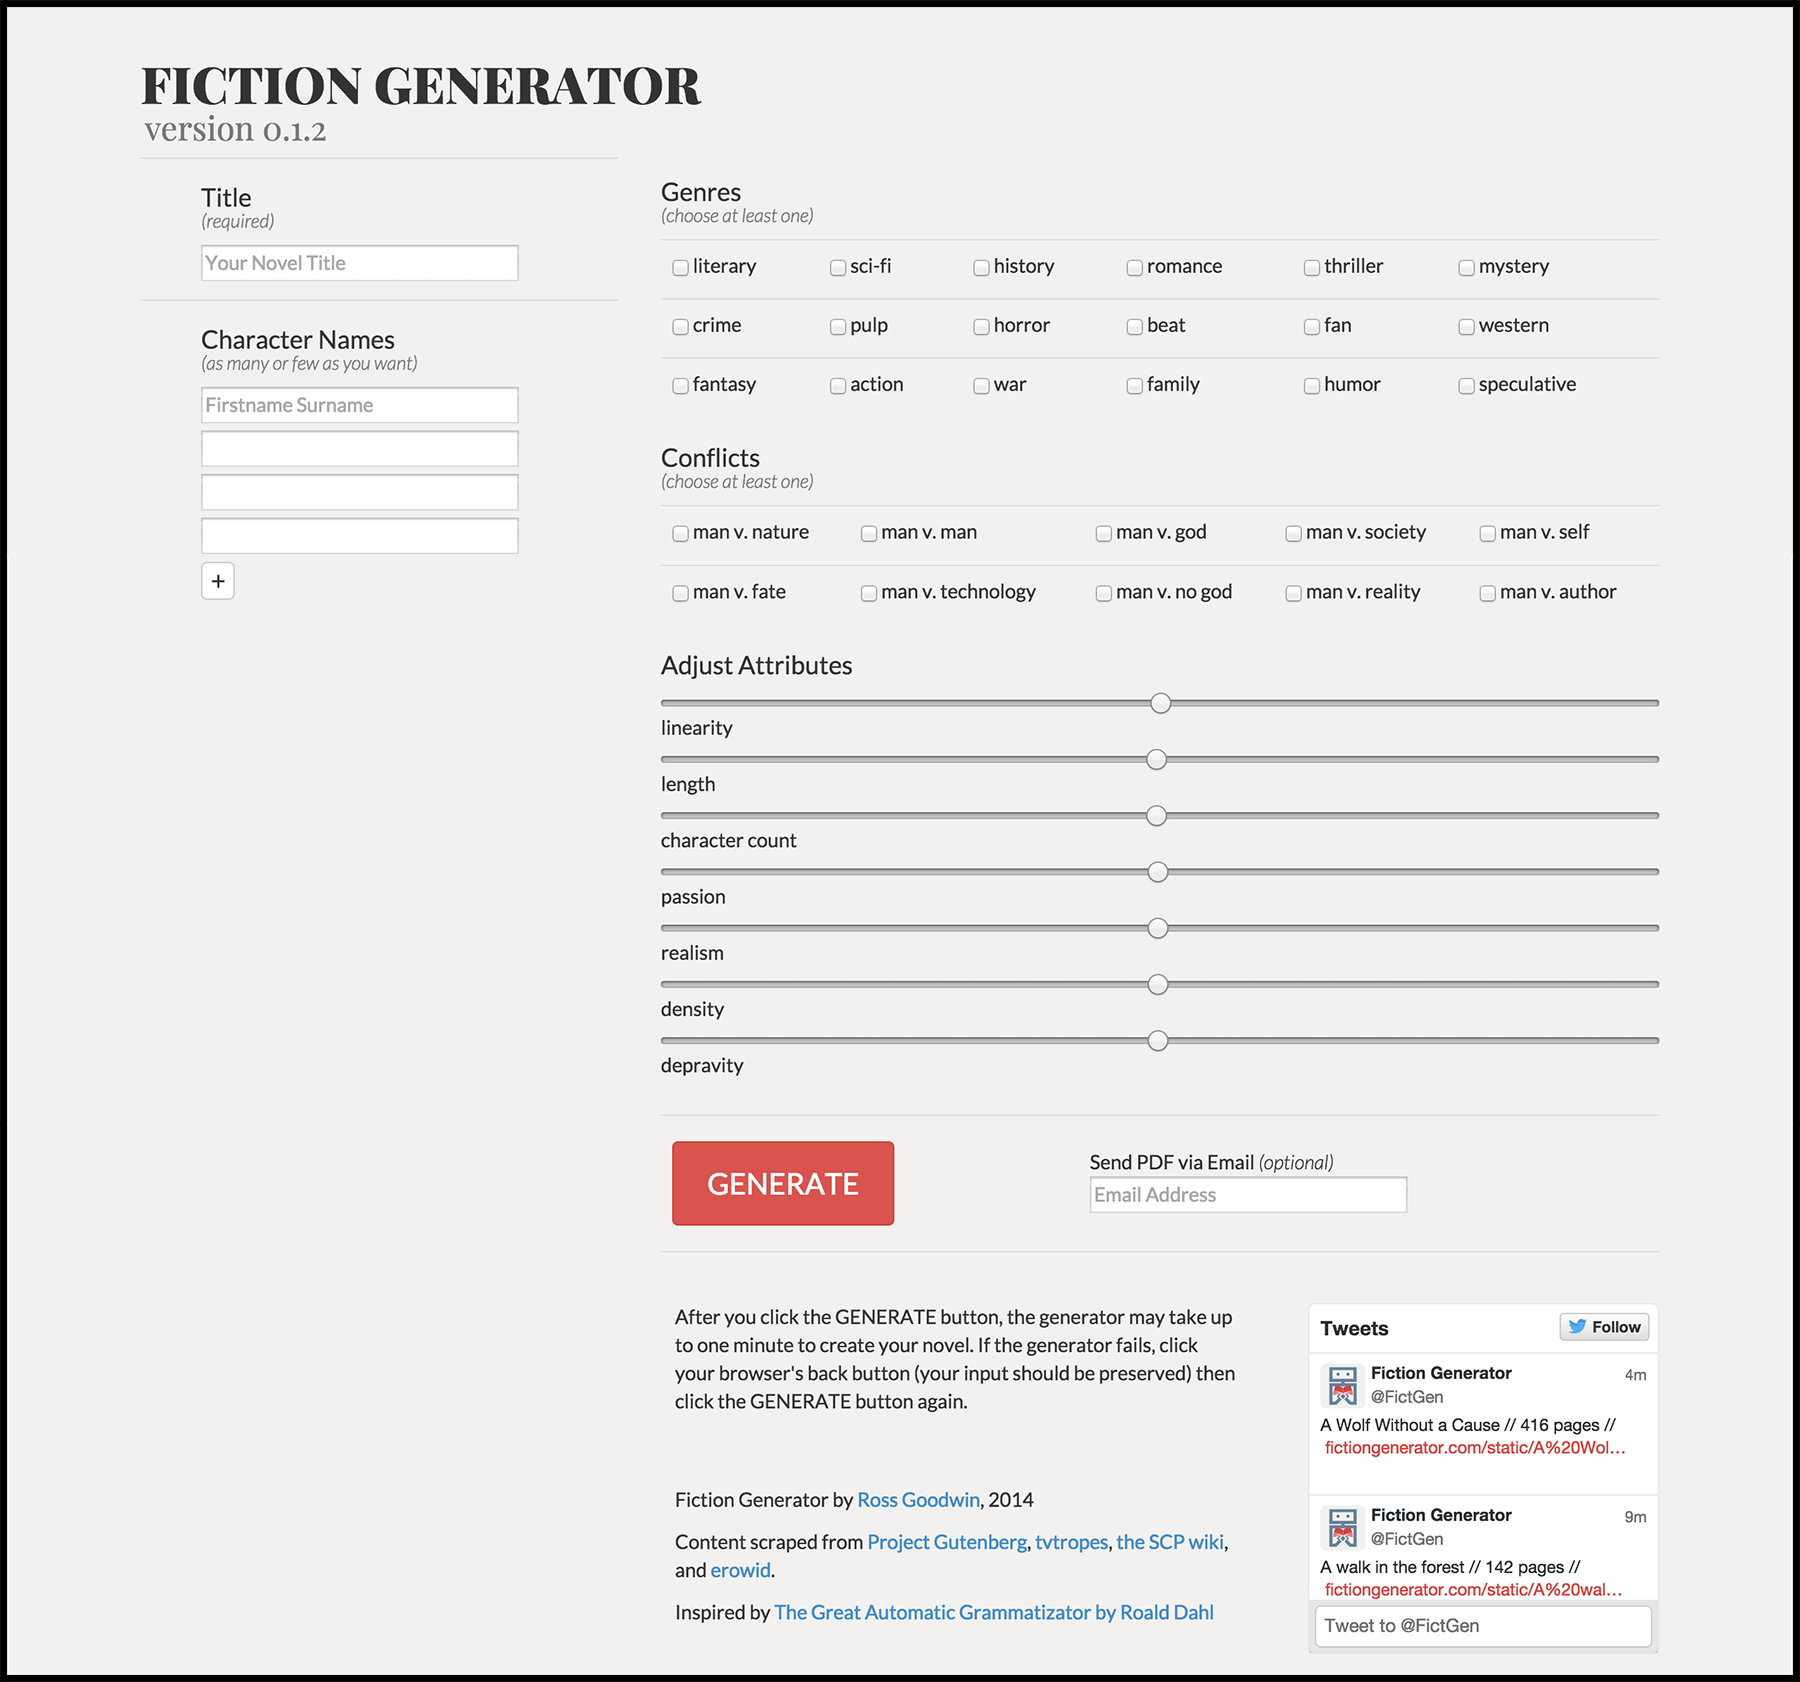 FICTION GENERATOR
version 0.1.2
Title
(required)
Your Novel Title
Character Names
(as many or few as you want)
Firstname Surname
+
Genres
(choose at least one)
literary sci-fi history romance thriller mystery
crime pulp horror beat fan western
fantasy action war family humor speculative
Conflicts
(choose at least one)
man v. nature man v. man man v. god man v. society man v. self
man v. fate man v. technology man v. no god man v. reality man v. author
Adjust Attributes
linearity
length
character count
passion
realism
density
depravity
GENERATE
Send PDF via Email (optional)
Email Address
After you click the GENERATE button, the generator may take up
to one minute to create your novel. If the generator fails, click
your browser's back button (your input should be preserved) then
click the GENERATE button again.
Fiction Generator by Ross Goodwin, 2014
Content scraped from Project Gutenberg, tvtropes, the SCP wiki,
and erowid.
Inspired by The Great Automatic Grammatizator by Roald Dahl
Tweets Follow
Fiction Generator 4m
@FictGen
A Wolf Without a Cause // 416 pages //
fictiongenerator.com/static/A%20Wol...
Fiction Generator 9m
@FictGen
A walk in the forest // 142 pages //
fictiongenerator.com/static/A%20wal...
Tweet to @FictGen